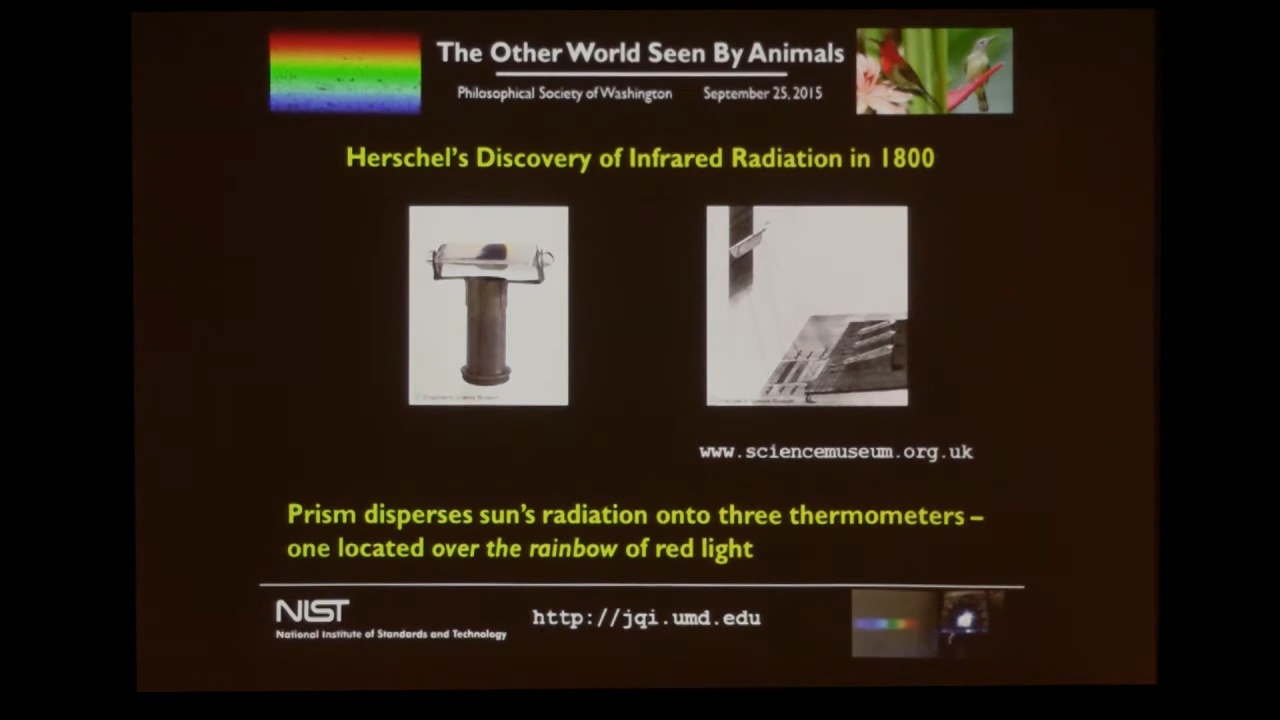 The Other World Seen By Animals
Philosophical Society of Washington September 25, 2015
Herschel's Discovery of Infrared Radiation in 1800
www.sciencemuseum.org.uk
Prism disperses sun's radiation onto three thermometers –
one located over the rainbow of red light
NIST
National Institute of Standards and Technology
http://jqi.umd.edu